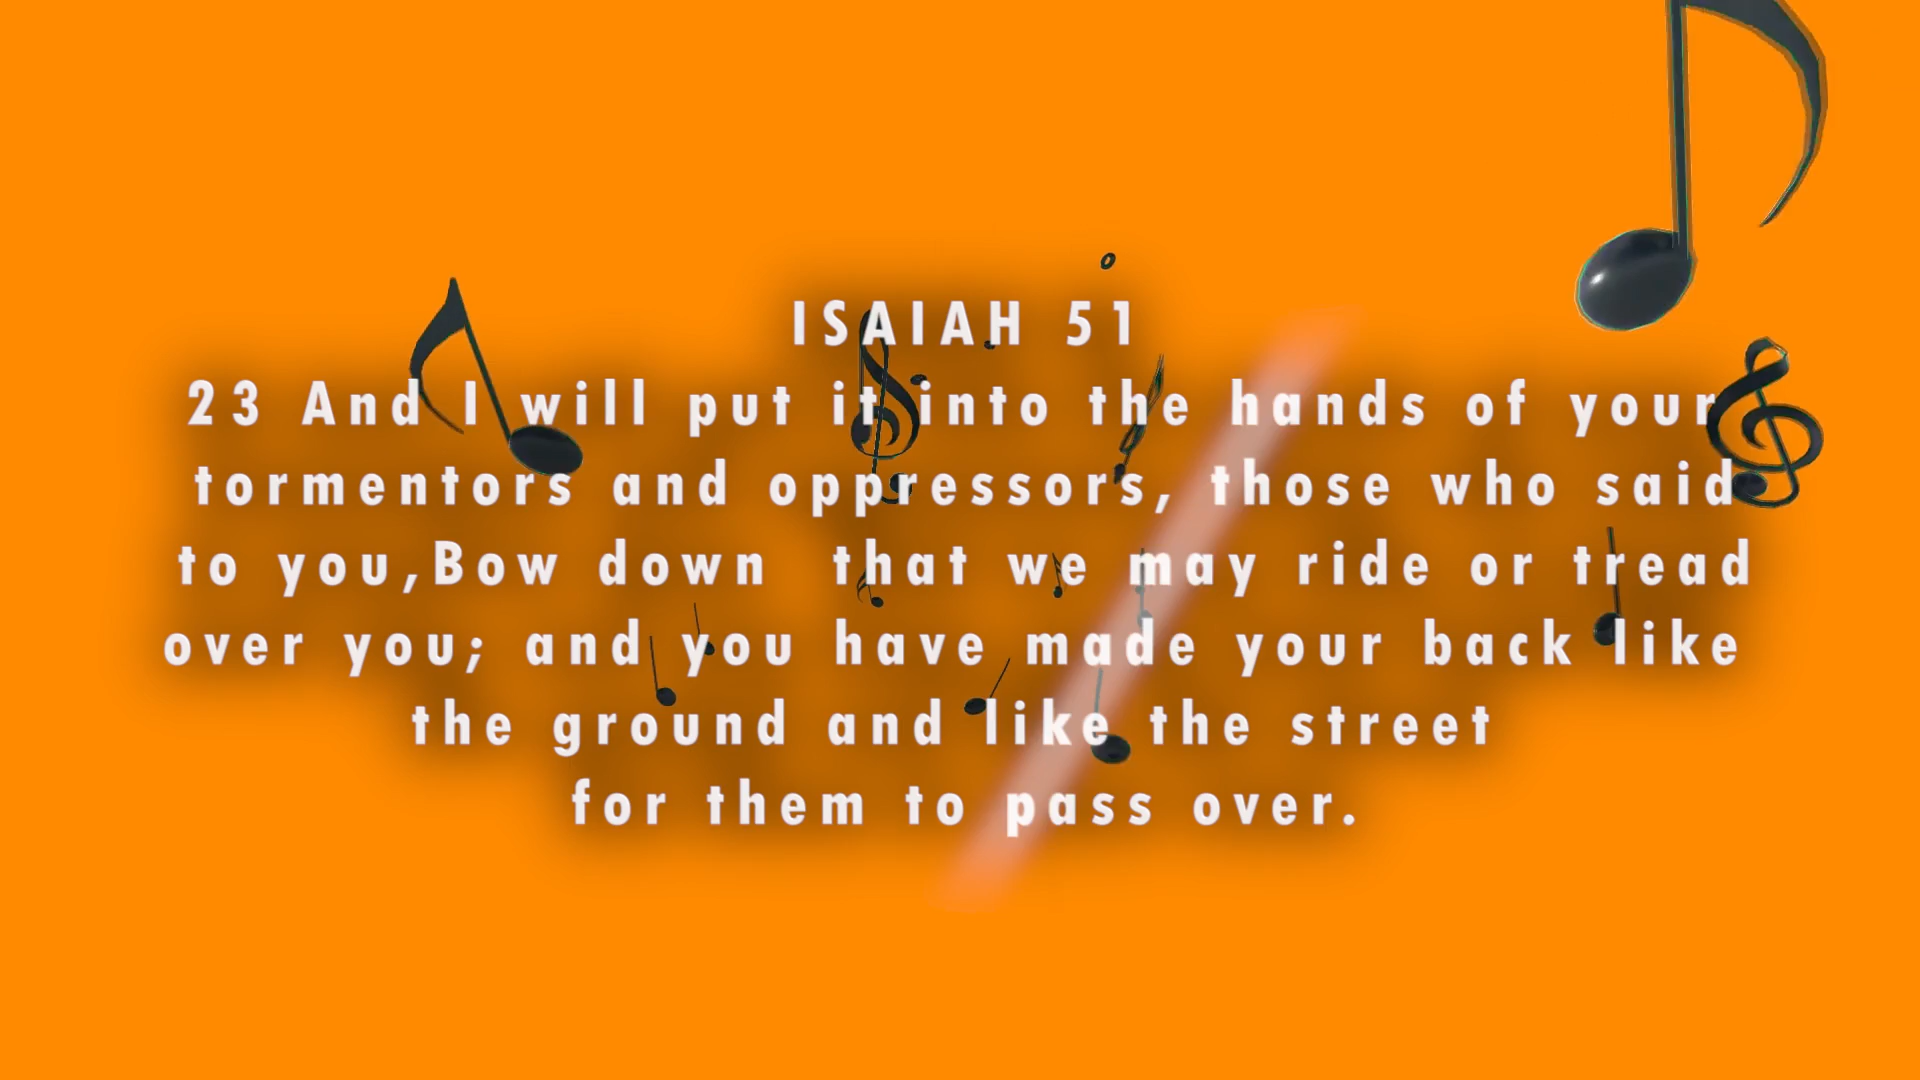 ISAIAH 51
23 And I will put it into the hands of your
tormentors and oppressors, those who said
to you,Bow down  that we may ride or tread
over you; and you have made your back like
the ground and like the street
for them to pass over.